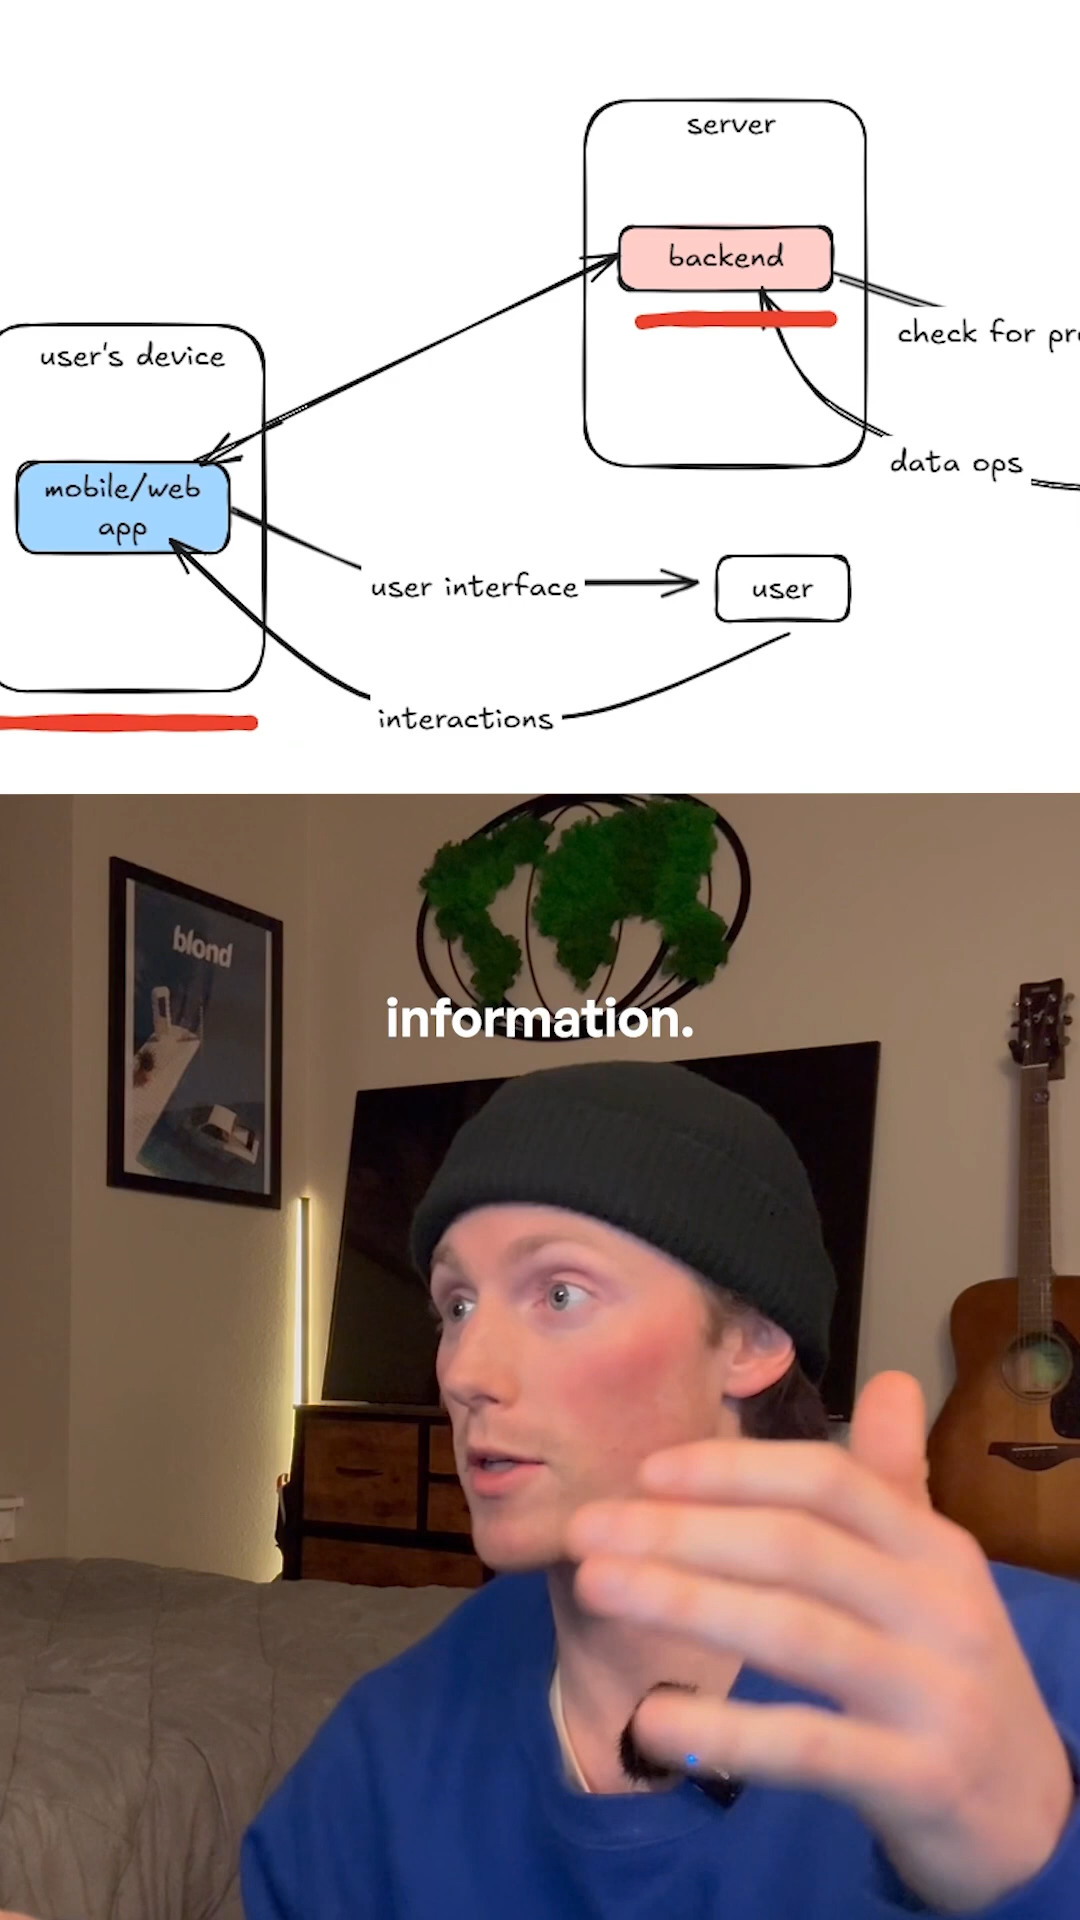 server
backend
check for pr
user's device
data ops
mobile/web
app
user interface
user
interactions
blond
information.